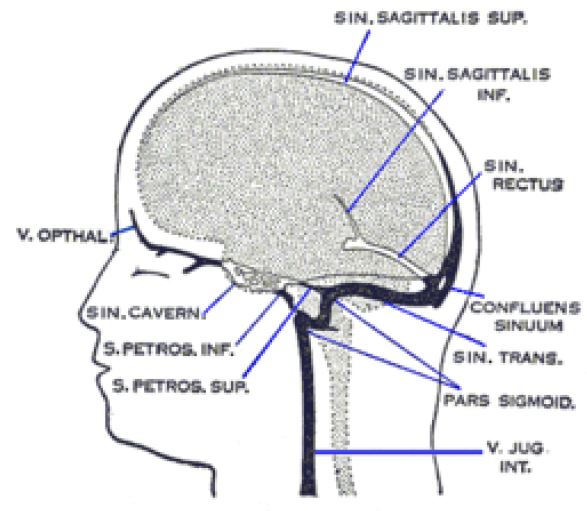 SIN. SAGITTALIS SUP.
SIN. SAGITTALIS
INF.
SIN.
RECTUS
V. OPTHAL.
SIN. CAVERN.
CONFLUENS
SINUUM
S. PETROS. INF.
SIN. TRANS.
S. PETROS. SUP.
PARS SIGMOID.
V. JUG.
INT.